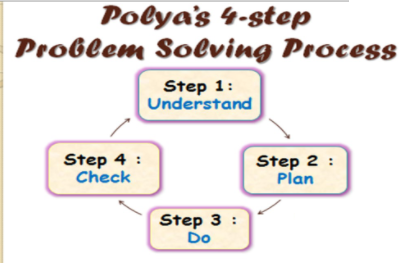 Polya's 4-step
Problem Solving Process
Step 1:
Understand
Step 2 :
Plan
Step 3 :
Do
Step 4 :
Check